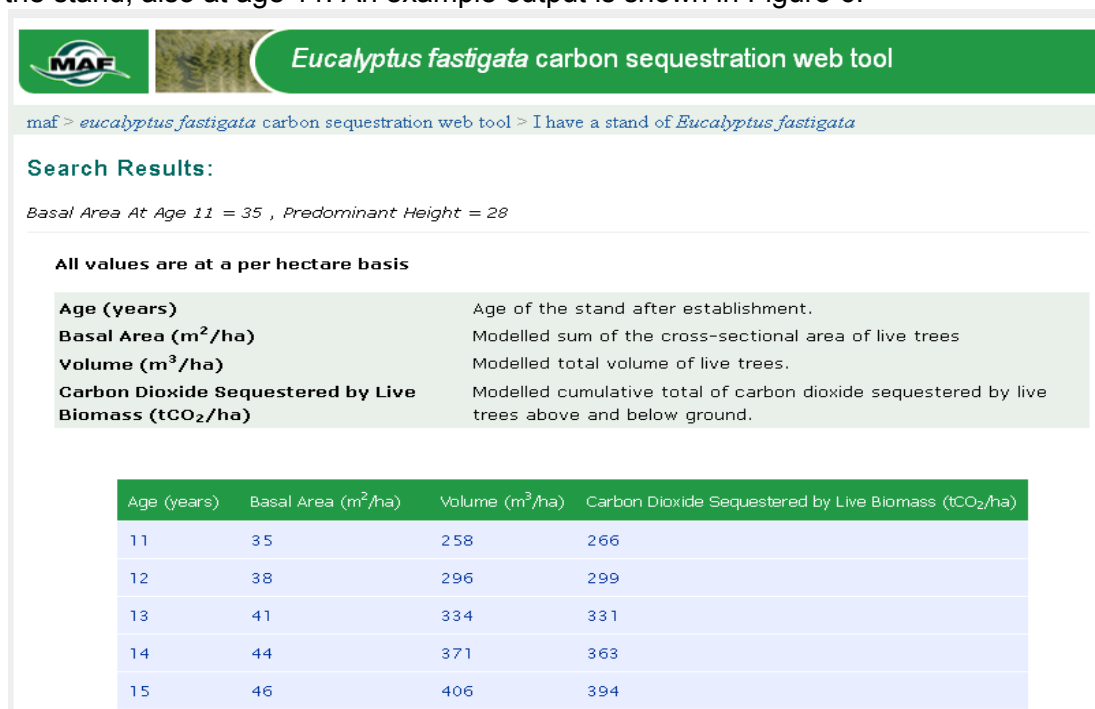 the stand, also at age 11. An example output is shown in Figure 6.
MAF
Eucalyptus fastigata carbon sequestration web tool
maf > eucalyptus fastigata carbon sequestration web tool > I have a stand of Eucalyptus fastigata
Search Results:
Basal Area At Age 11 = 35 , Predominant Height = 28
All values are at a per hectare basis
Age (years) Age of the stand after establishment.
Basal Area (m²/ha) Modelled sum of the cross-sectional area of live trees
Volume (m³/ha) Modelled total volume of live trees.
Carbon Dioxide Sequestered by Live Modelled cumulative total of carbon dioxide sequestered by live
Biomass (tCO₂/ha) trees above and below ground.
Age (years) Basal Area (m²/ha) Volume (m³/ha) Carbon Dioxide Sequestered by Live Biomass (tCO₂/ha)
11 35 258 266
12 38 296 299
13 41 334 331
14 44 371 363
15 46 406 394